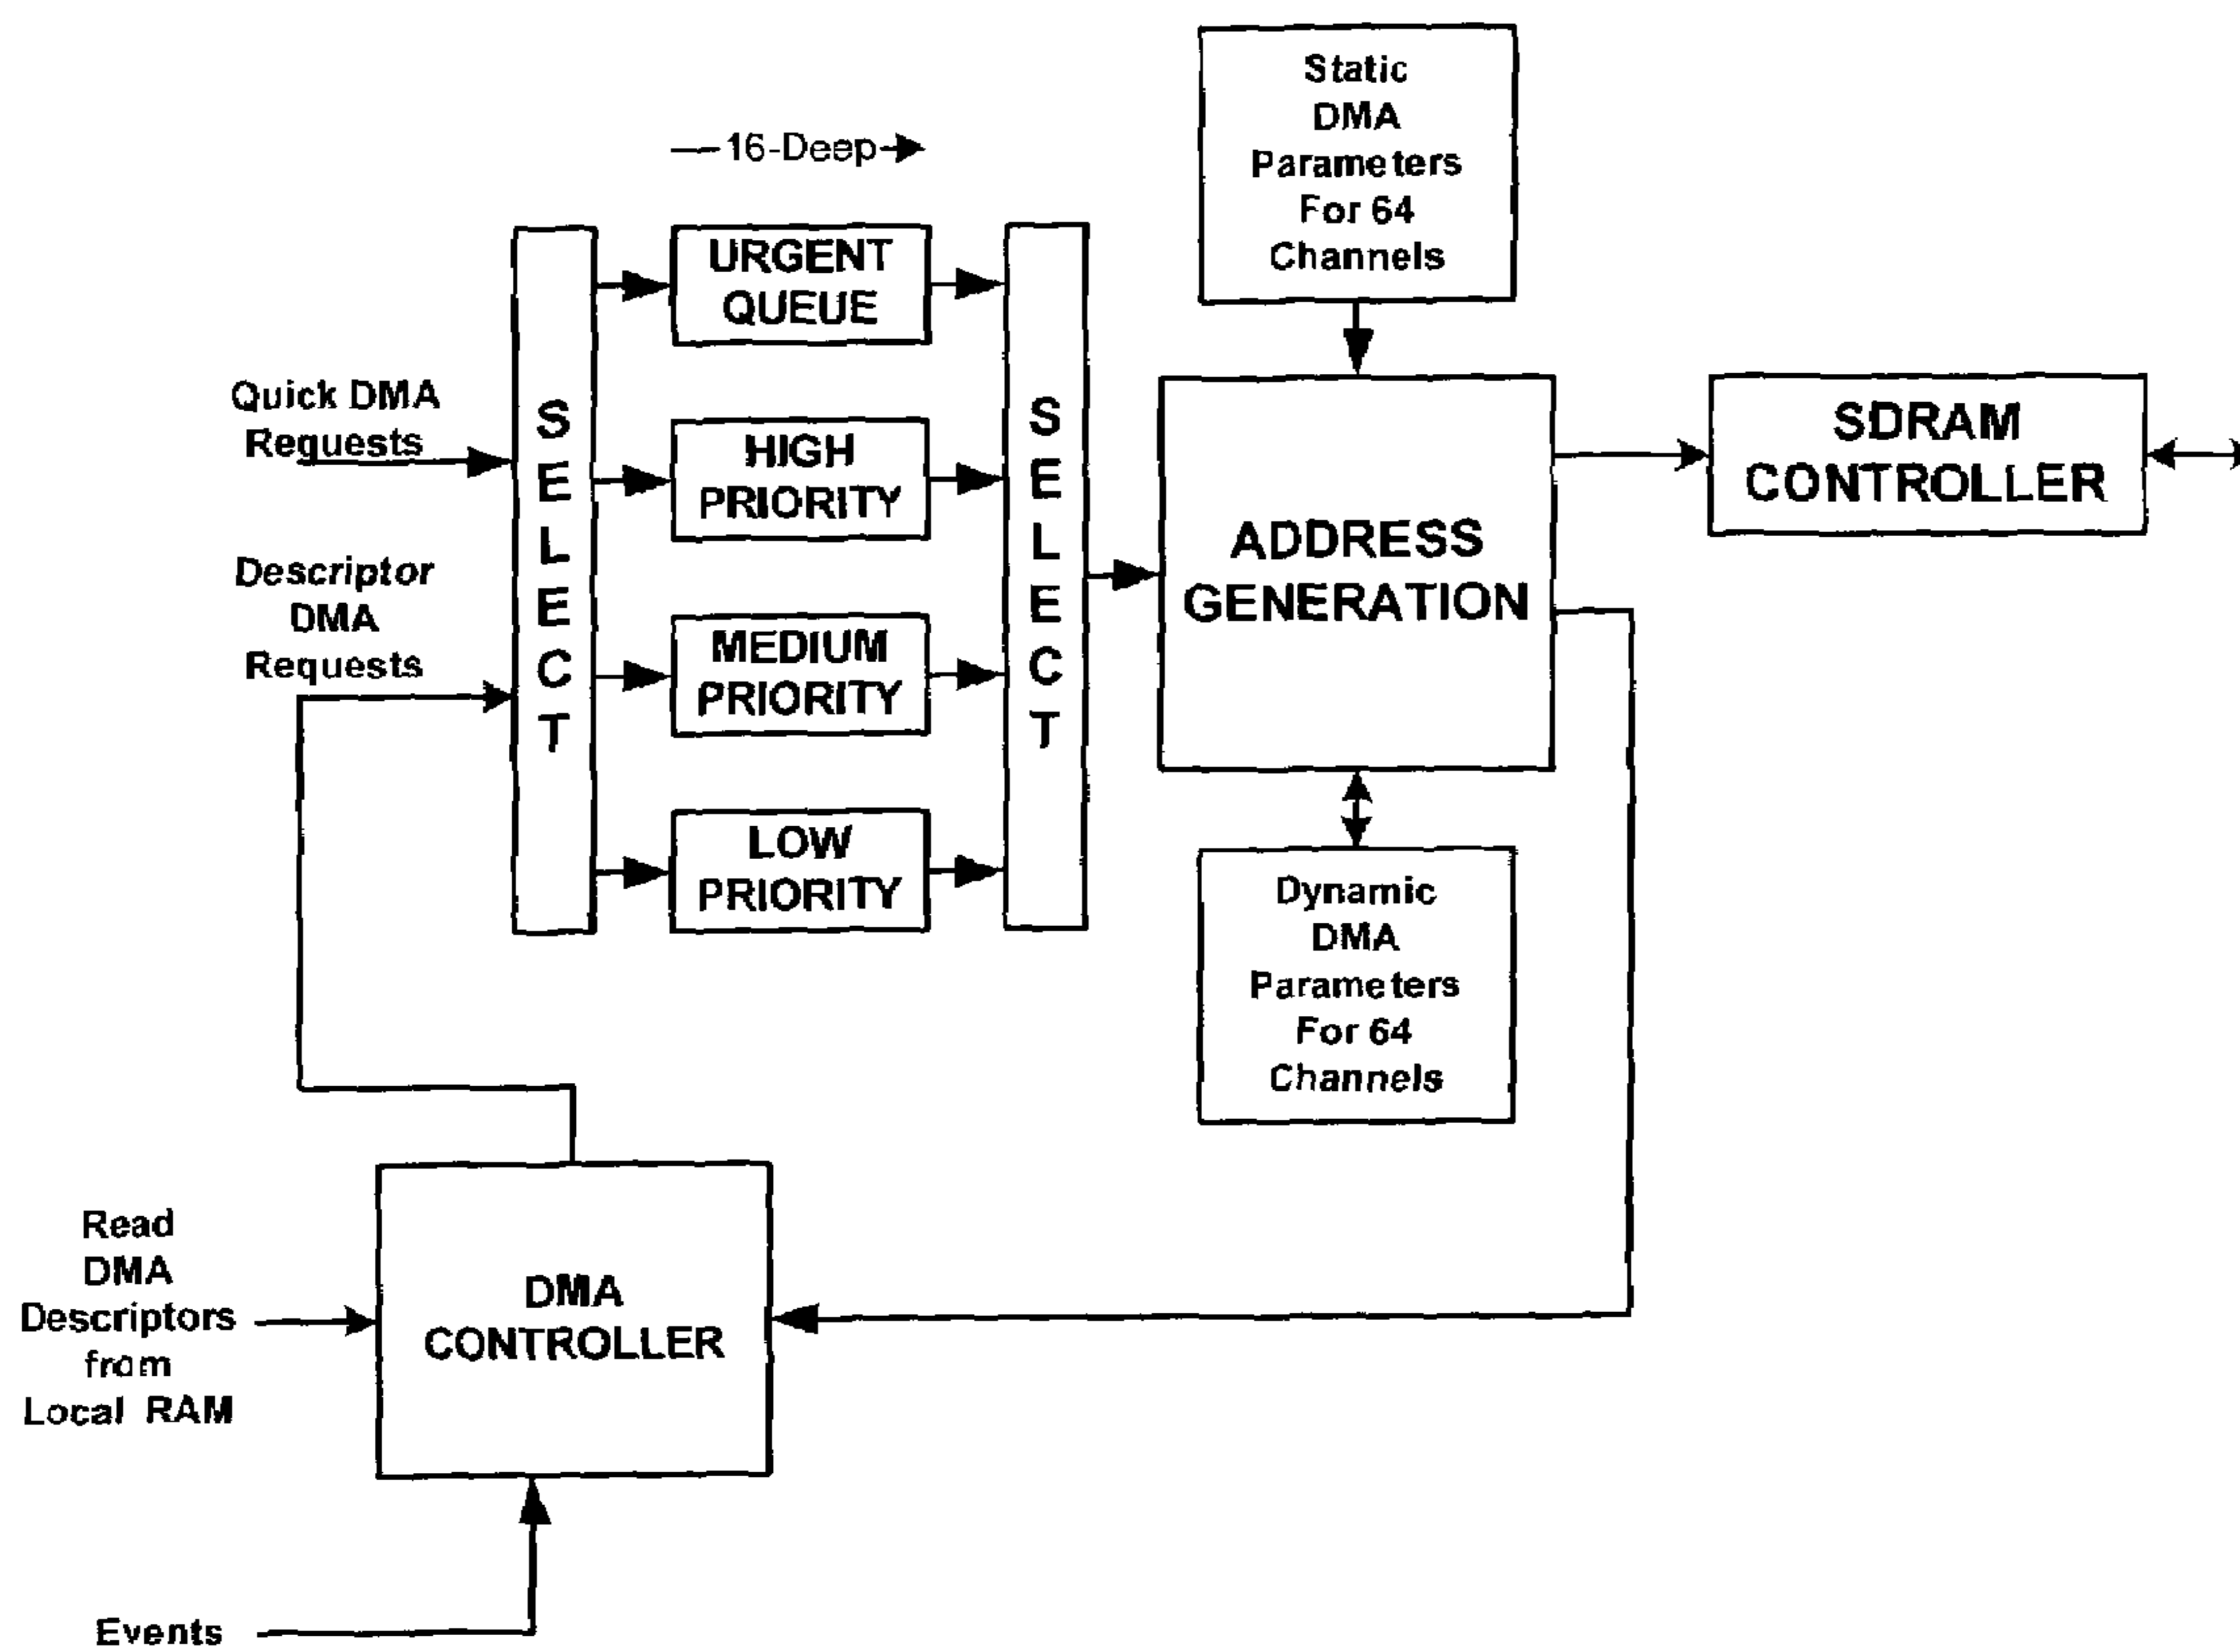 Static
DMA
Parameters
For 64
Channels
16-Deep
URGENT
QUEUE
Quick DMA
Requests
HIGH
PRIORITY
Descriptor
DMA
Requests
MEDIUM
PRIORITY
LOW
PRIORITY
S
E
L
E
C
T
S
E
L
E
C
T
ADDRESS
GENERATION
SDRAM
CONTROLLER
Dynamic
DMA
Parameters
For 64
Channels
Read
DMA
Descriptors
from
Local RAM
DMA
CONTROLLER
Events